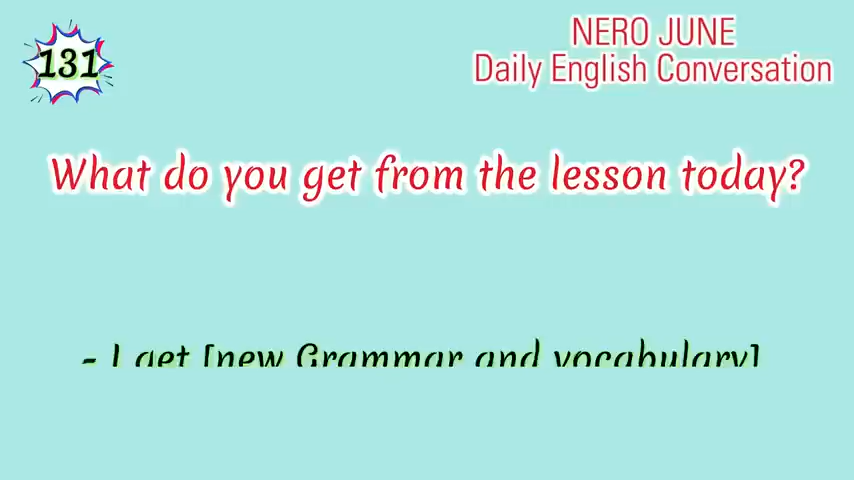 131
NERO JUNE
Daily English Conversation
What do you get from the lesson today?
- I get [new Grammar and vocabulary]